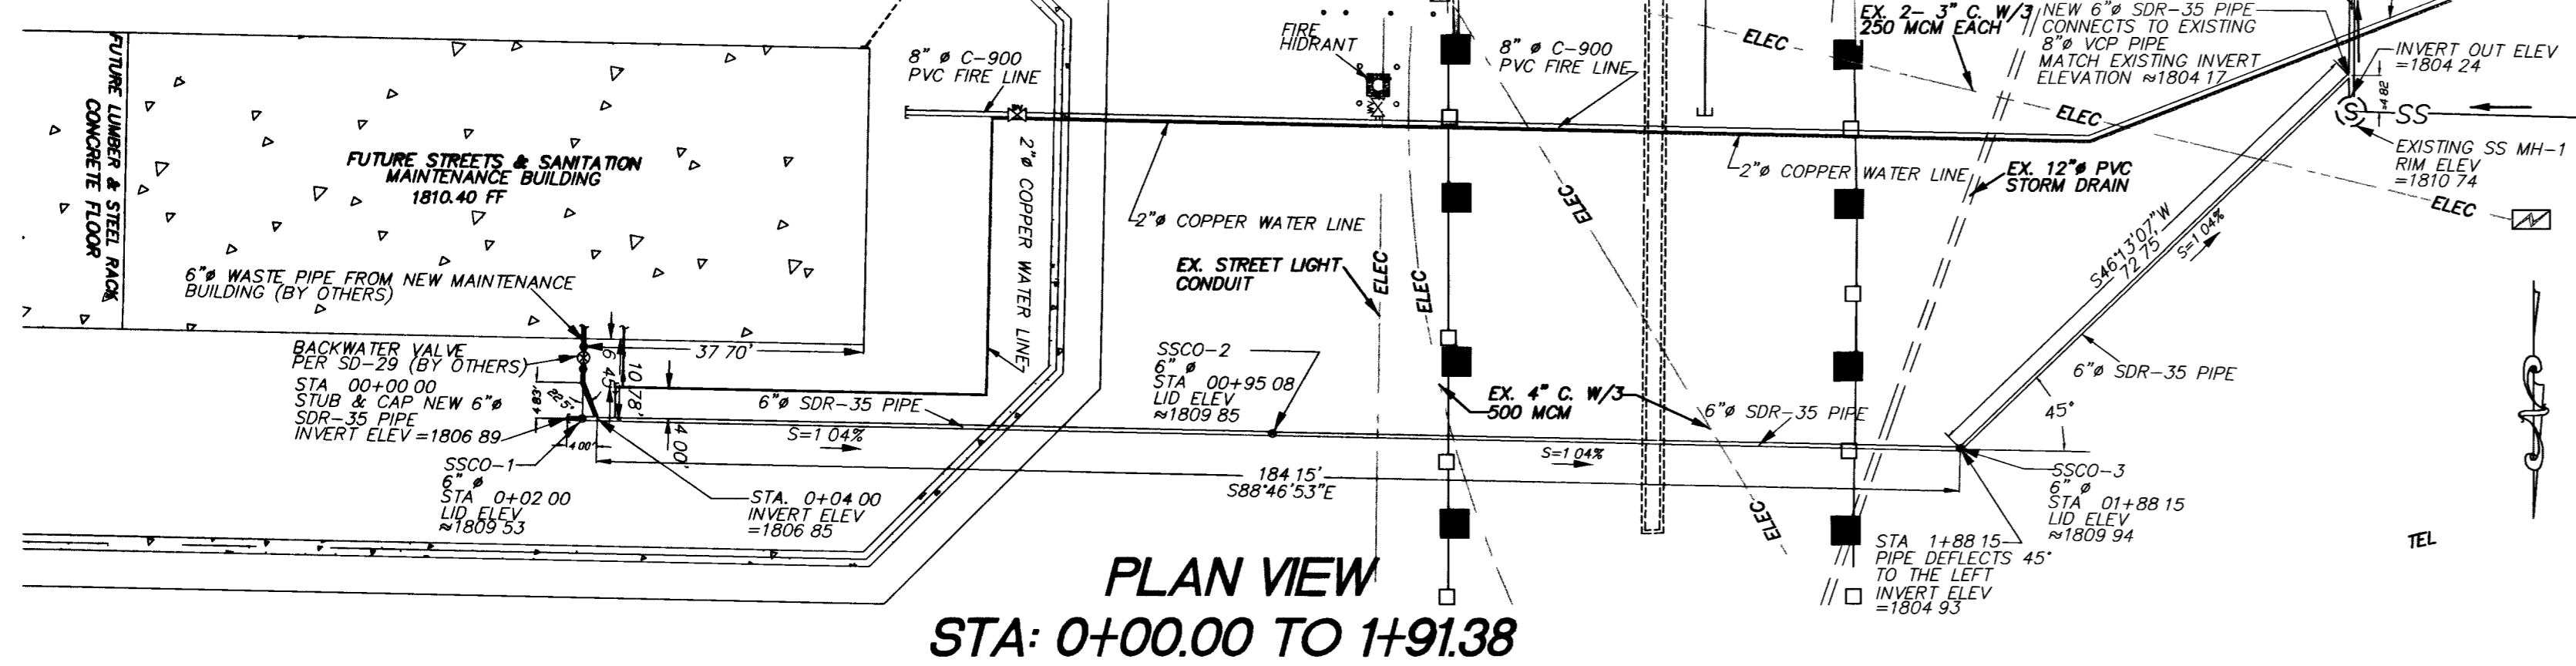 FUTURE LUMBER & STEEL RACK
CONCRETE FLOOR
FUTURE STREETS & SANITATION
MAINTENANCE BUILDING
1810.40 FF
6"ø WASTE PIPE FROM NEW MAINTENANCE
BUILDING (BY OTHERS)
BACKWATER VALVE
PER SD-29 (BY OTHERS)
STA 00+00 00
STUB & CAP NEW 6"ø
SDR-35 PIPE
INVERT ELEV =1806 89
4 83'
22.5°
4 00'
6 45'
10 78'
37 70'
4 00'
SSCO-1
6" ø
STA 0+02 00
LID ELEV
≈1809 53
STA. 0+04 00
INVERT ELEV
=1806 85
6"ø SDR-35 PIPE
S=1 04%
8" ø C-900
PVC FIRE LINE
2"ø COPPER WATER LINE
2"ø COPPER WATER LINE
FIRE
HIDRANT
8" ø C-900
PVC FIRE LINE
EX. STREET LIGHT
CONDUIT
ELEC
ELEC
SSCO-2
6" ø
STA 00+95 08
LID ELEV
≈1809 85
EX. 4" C. W/3
500 MCM
184 15'
S88°46'53"E
S=1 04%
6"ø SDR-35 PIPE
ELEC
ELEC
ELEC
EX. 2- 3" C. W/3
250 MCM EACH
NEW 6"ø SDR-35 PIPE
CONNECTS TO EXISTING
8"ø VCP PIPE
MATCH EXISTING INVERT
ELEVATION ≈1804 17
ELEC
2"ø COPPER WATER LINE
EX. 12"ø PVC
STORM DRAIN
INVERT OUT ELEV
=1804 24
≈4 82
S
SS
EXISTING SS MH-1
RIM ELEV
=1810 74
ELEC
S46°13'07"W
72 75'
S=1 04%
6"ø SDR-35 PIPE
45°
SSCO-3
6" ø
STA 01+88 15
LID ELEV
≈1809 94
STA 1+88 15
PIPE DEFLECTS 45°
TO THE LEFT
INVERT ELEV
=1804 93
TEL
PLAN VIEW
STA: 0+00.00 TO 1+91.38